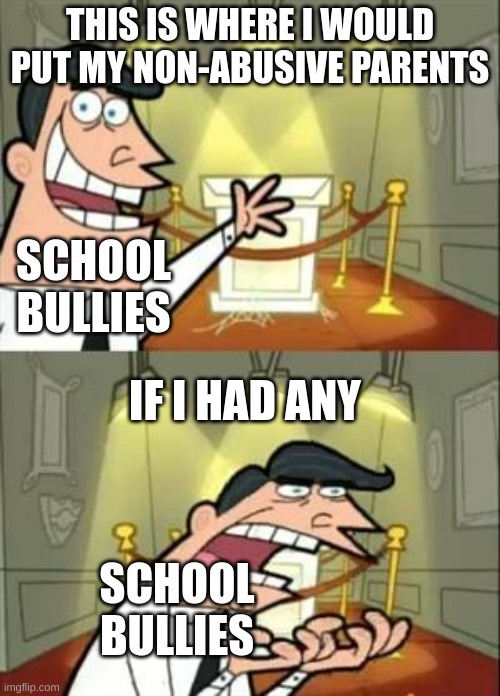 THIS IS WHERE I WOULD
PUT MY NON-ABUSIVE PARENTS
SCHOOL
BULLIES
IF I HAD ANY
SCHOOL
BULLIES
imgflip.com